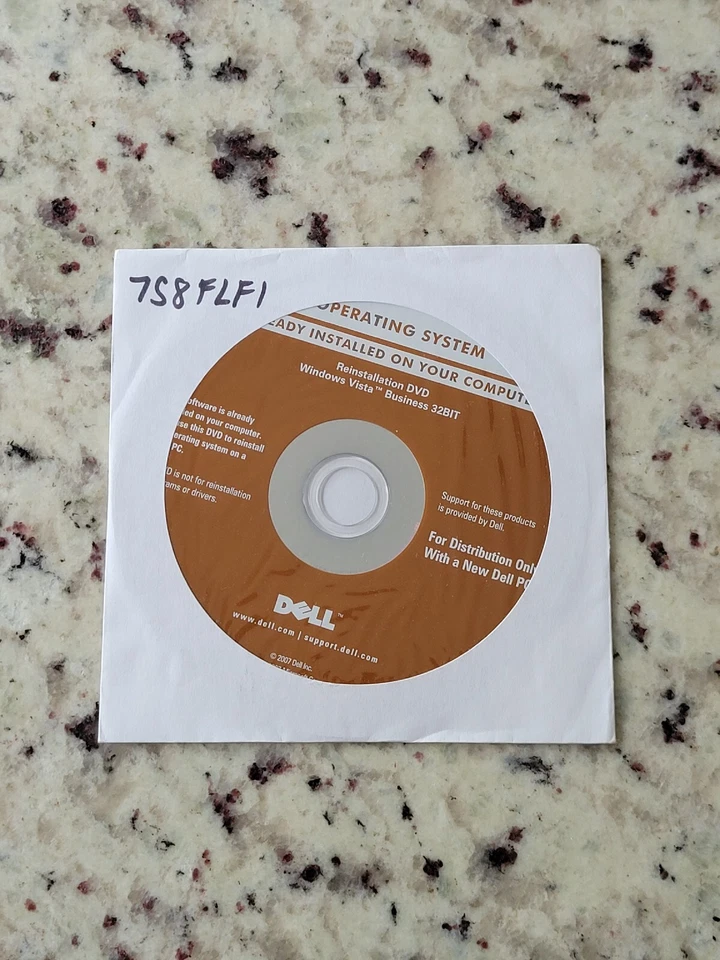 7S8FLF1
OPERATING SYSTEM
EADY INSTALLED ON YOUR COMPUTE
Reinstallation DVD
Windows Vista™ Business 32BIT
oftware is already
ed on your computer.
se this DVD to reinstall
erating system on a
PC.
D is not for reinstallation
ams or drivers.
Support for these products
is provided by Dell.
For Distribution Onl
With a New Dell PC
DELL™
www.dell.com | support.dell.com
© 2007 Dell Inc.